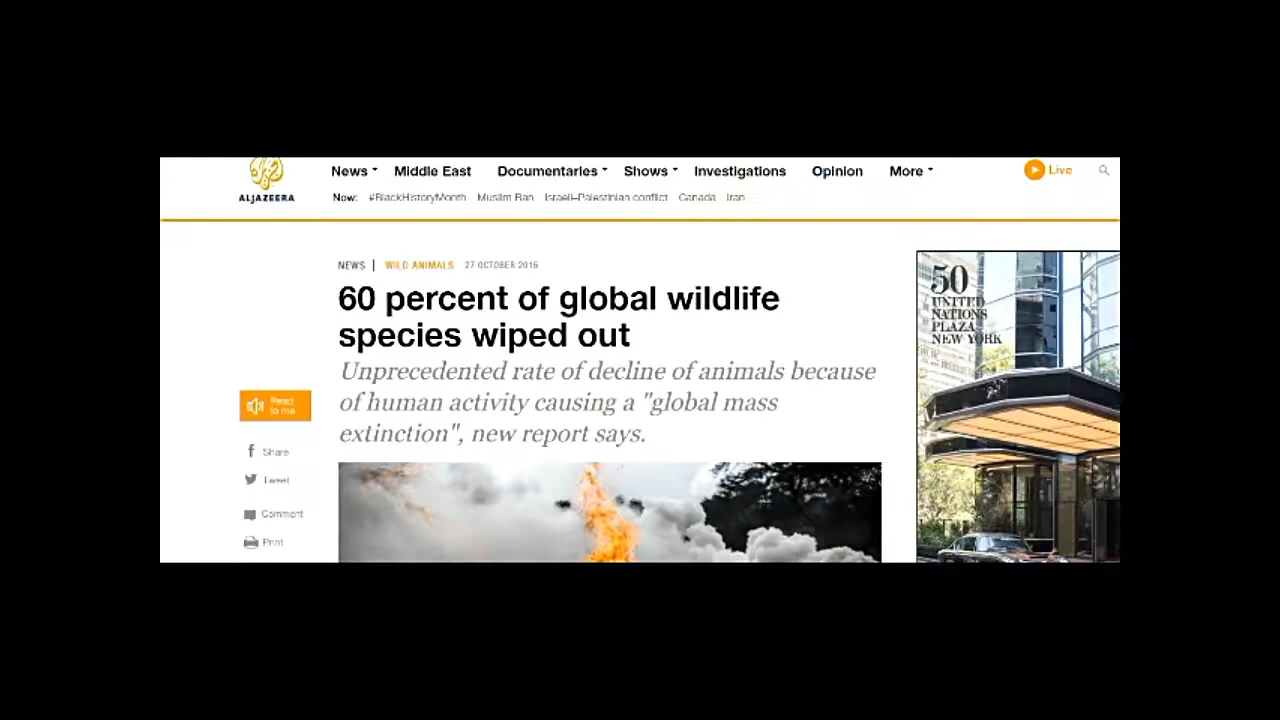 News Middle East Documentaries Shows Investigations Opinion More Live
ALJAZEERA
Now: #BlackHistoryMonth Muslim Ban Israeli-Palestinian conflict Canada Iran
NEWS | WILD ANIMALS 27 OCTOBER 2016
60 percent of global wildlife
species wiped out
Unprecedented rate of decline of animals because
of human activity causing a "global mass
extinction", new report says.
Read
to me
Share
Tweet
Comment
Print
50
UNITED
NATIONS
PLAZA
NEW YORK